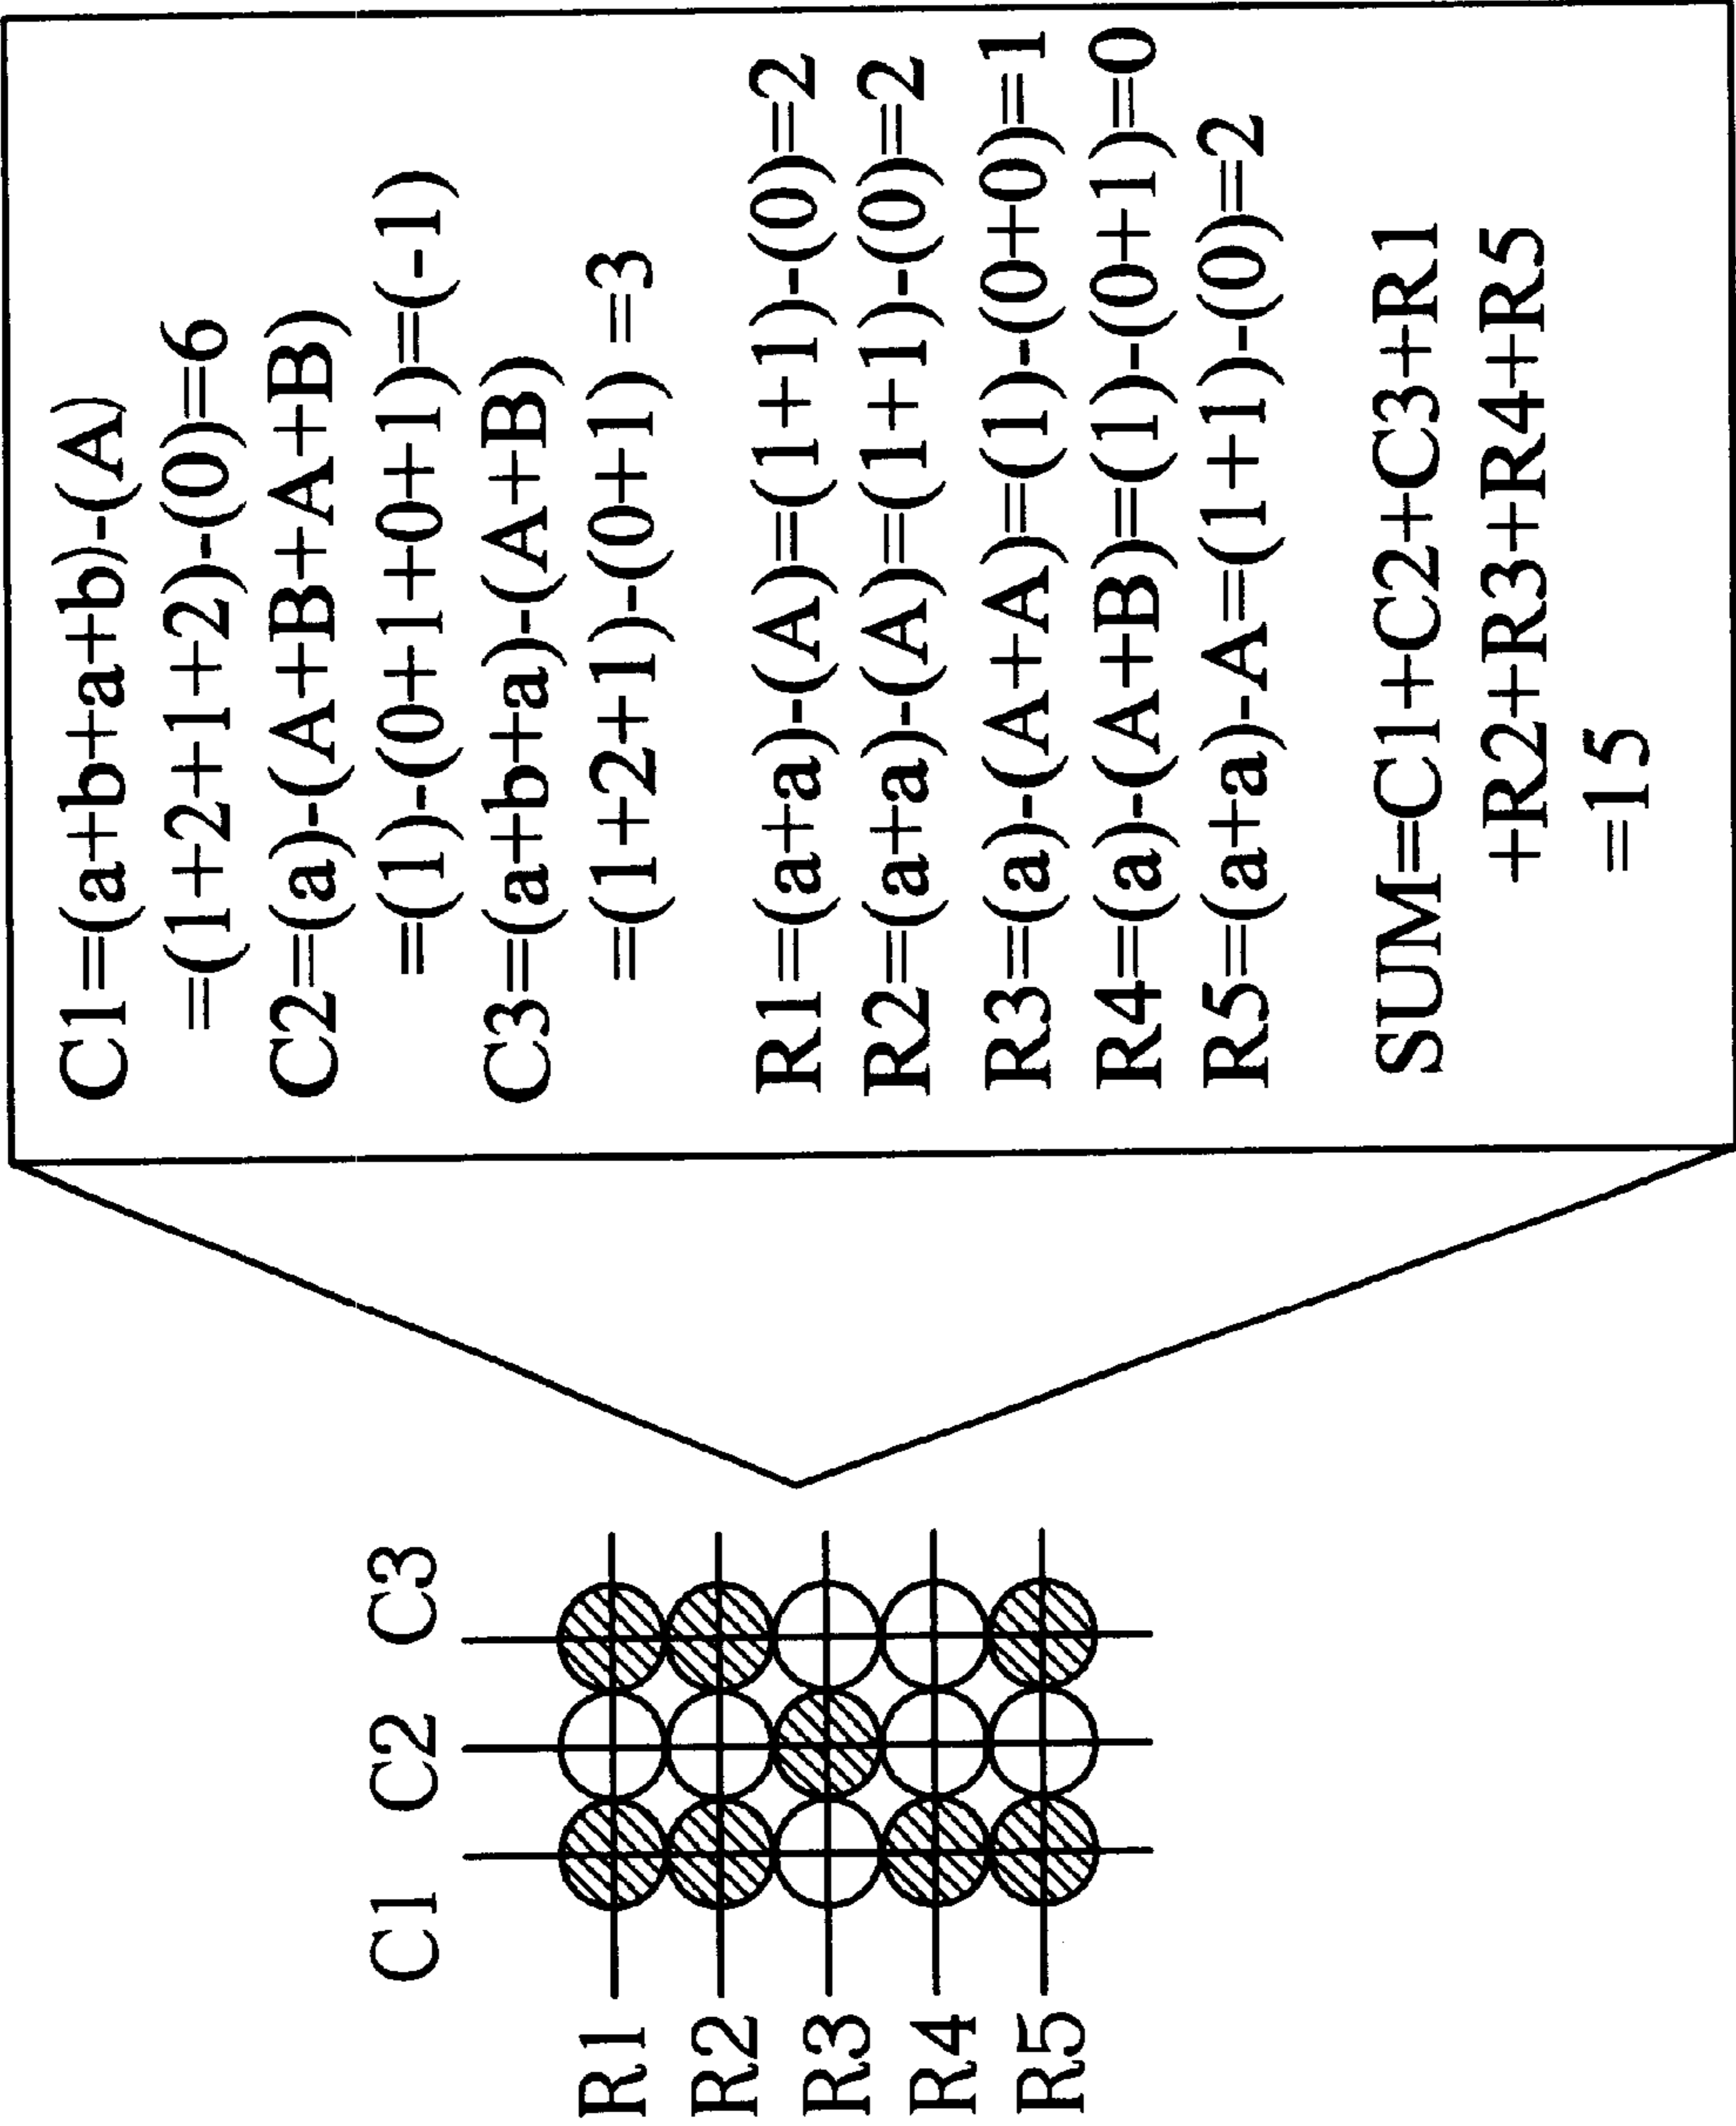 C1 C2 C3
R1
R2
R3
R4
R5
C1=(a+b+a+b)-(A)
=(1+2+1+2)-(0)=6
C2=(a)-(A+B+A+B)
=(1)-(0+1+0+1)=(-1)
C3=(a+b+a)-(A+B)
=(1+2+1)-(0+1) =3
R1=(a+a)-(A)=(1+1)-(0)=2
R2=(a+a)-(A)=(1+1)-(0)=2
R3=(a)-(A+A)=(1)-(0+0)=1
R4=(a)-(A+B)=(1)-(0+1)=0
R5=(a+a)-A=(1+1)-(0)=2
SUM=C1+C2+C3+R1
+R2+R3+R4+R5
=15